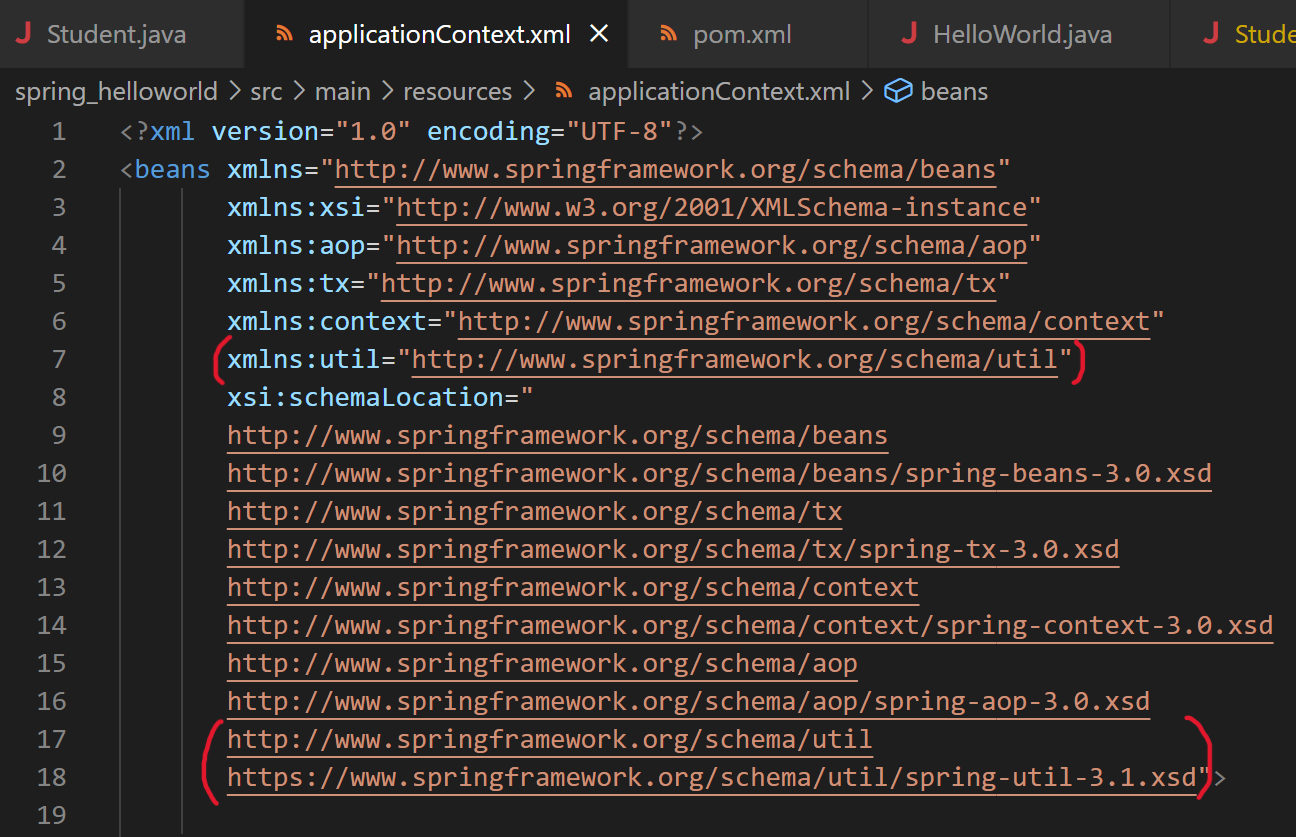 Student.java applicationContext.xml pom.xml HelloWorld.java Stude
spring_helloworld > src > main > resources > applicationContext.xml > beans
1 <?xml version="1.0" encoding="UTF-8"?>
2 <beans xmlns="http://www.springframework.org/schema/beans"
3 xmlns:xsi="http://www.w3.org/2001/XMLSchema-instance"
4 xmlns:aop="http://www.springframework.org/schema/aop"
5 xmlns:tx="http://www.springframework.org/schema/tx"
6 xmlns:context="http://www.springframework.org/schema/context"
7 xmlns:util="http://www.springframework.org/schema/util"
8 xsi:schemaLocation="
9 http://www.springframework.org/schema/beans
10 http://www.springframework.org/schema/beans/spring-beans-3.0.xsd
11 http://www.springframework.org/schema/tx
12 http://www.springframework.org/schema/tx/spring-tx-3.0.xsd
13 http://www.springframework.org/schema/context
14 http://www.springframework.org/schema/context/spring-context-3.0.xsd
15 http://www.springframework.org/schema/aop
16 http://www.springframework.org/schema/aop/spring-aop-3.0.xsd
17 http://www.springframework.org/schema/util
18 https://www.springframework.org/schema/util/spring-util-3.1.xsd">
19